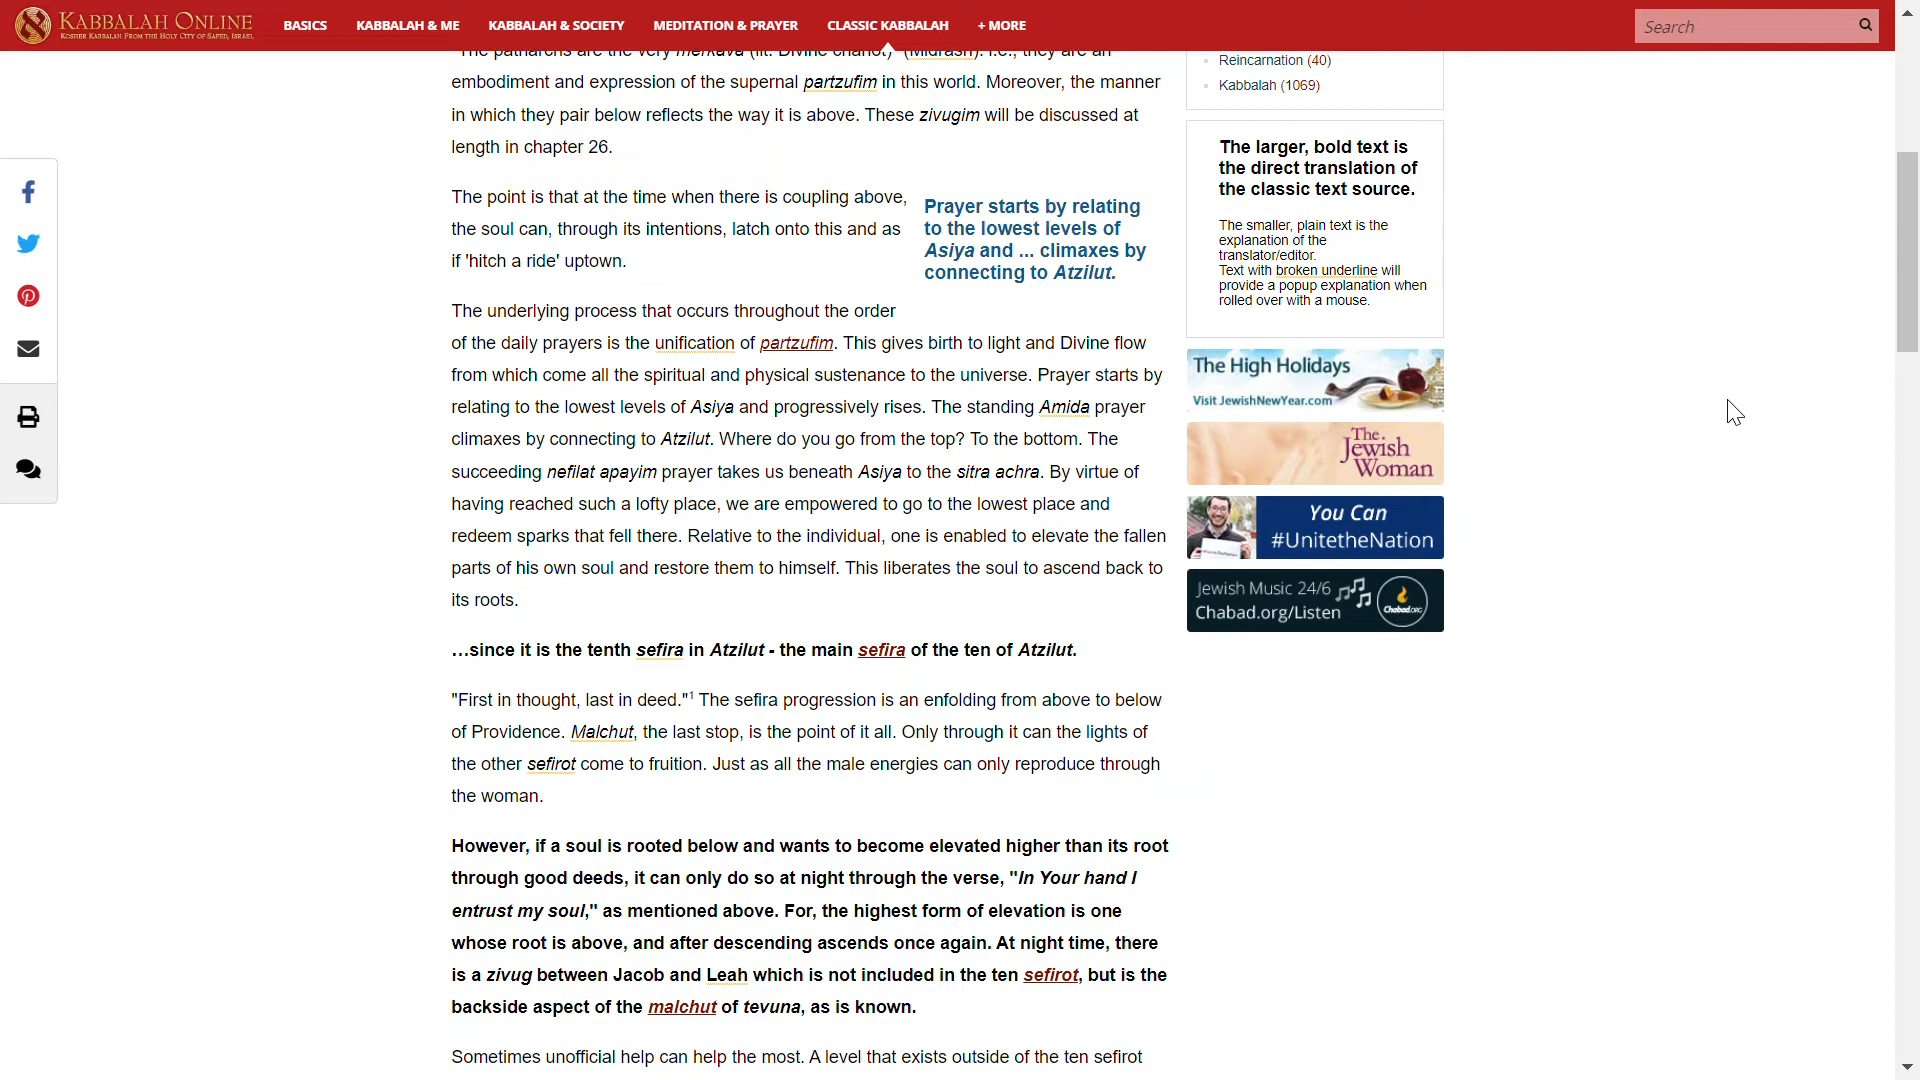 KABBALAH ONLINE
KOSHER KABBALAH FROM THE HOLY CITY OF SAFED, ISRAEL
BASICS
KABBALAH & ME
KABBALAH & SOCIETY
MEDITATION & PRAYER
CLASSIC KABBALAH
+ MORE
Search
"The patriarchs are the very merkava (lit. Divine chariot)" (Midrash). I.e., they are an
embodiment and expression of the supernal partzufim in this world. Moreover, the manner
in which they pair below reflects the way it is above. These zivugim will be discussed at
length in chapter 26.
The point is that at the time when there is coupling above,
the soul can, through its intentions, latch onto this and as
if 'hitch a ride' uptown.
Prayer starts by relating
to the lowest levels of
Asiya and ... climaxes by
connecting to Atzilut.
The underlying process that occurs throughout the order
of the daily prayers is the unification of partzufim. This gives birth to light and Divine flow
from which come all the spiritual and physical sustenance to the universe. Prayer starts by
relating to the lowest levels of Asiya and progressively rises. The standing Amida prayer
climaxes by connecting to Atzilut. Where do you go from the top? To the bottom. The
succeeding nefilat apayim prayer takes us beneath Asiya to the sitra achra. By virtue of
having reached such a lofty place, we are empowered to go to the lowest place and
redeem sparks that fell there. Relative to the individual, one is enabled to elevate the fallen
parts of his own soul and restore them to himself. This liberates the soul to ascend back to
its roots.
…since it is the tenth sefira in Atzilut - the main sefira of the ten of Atzilut.
"First in thought, last in deed."1 The sefira progression is an enfolding from above to below
of Providence. Malchut, the last stop, is the point of it all. Only through it can the lights of
the other sefirot come to fruition. Just as all the male energies can only reproduce through
the woman.
However, if a soul is rooted below and wants to become elevated higher than its root
through good deeds, it can only do so at night through the verse, "In Your hand I
entrust my soul," as mentioned above. For, the highest form of elevation is one
whose root is above, and after descending ascends once again. At night time, there
is a zivug between Jacob and Leah which is not included in the ten sefirot, but is the
backside aspect of the malchut of tevuna, as is known.
Sometimes unofficial help can help the most. A level that exists outside of the ten sefirot
Reincarnation (40)
Kabbalah (1069)
The larger, bold text is
the direct translation of
the classic text source.
The smaller, plain text is the
explanation of the
translator/editor.
Text with broken underline will
provide a popup explanation when
rolled over with a mouse.
The High Holidays
Visit JewishNewYear.com
The
Jewish
Woman
You Can
#UnitetheNation
Jewish Music 24/6
Chabad.org/Listen
Chabad.ORG